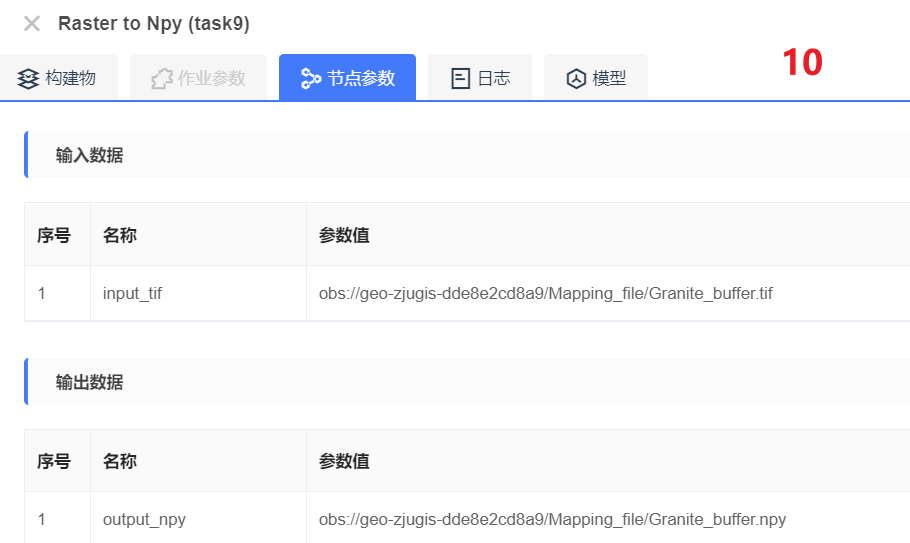 Raster to Npy (task9)
10
构建物 作业参数 节点参数 日志 模型
输入数据
序号 名称 参数值
1 input_tif obs://geo-zjugis-dde8e2cd8a9/Mapping_file/Granite_buffer.tif
输出数据
序号 名称 参数值
1 output_npy obs://geo-zjugis-dde8e2cd8a9/Mapping_file/Granite_buffer.npy